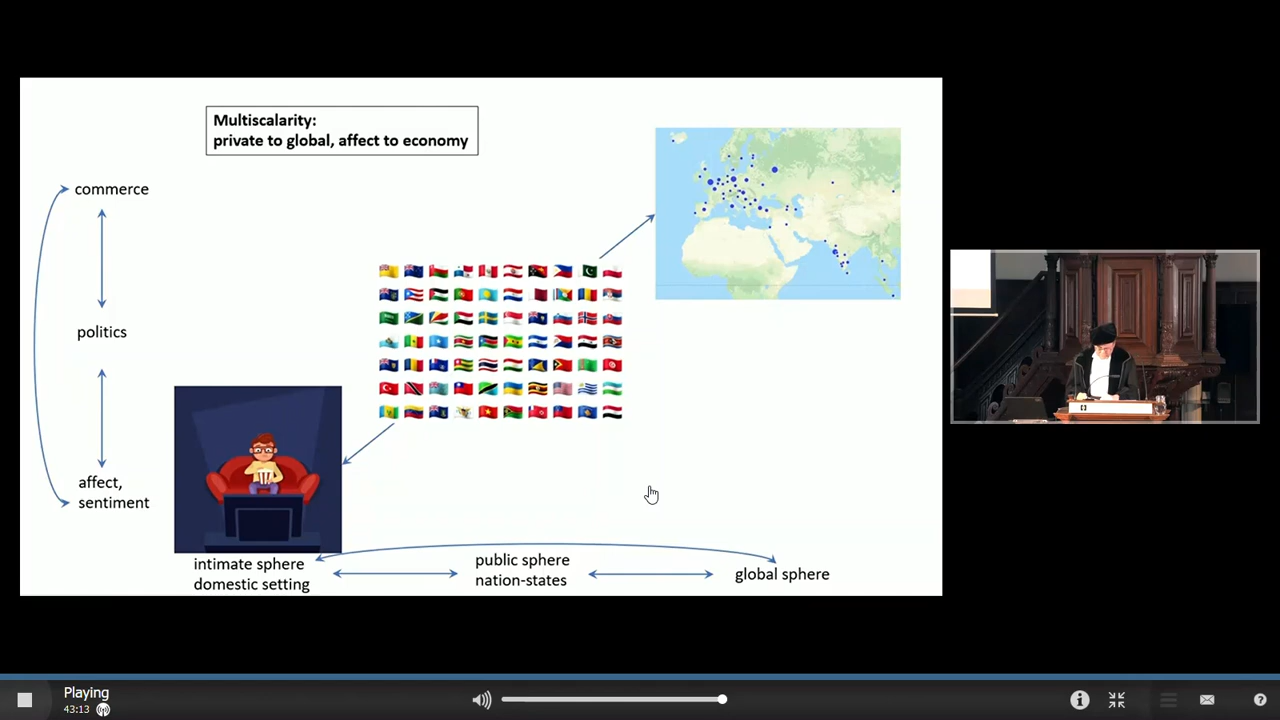 Multiscalarity:
private to global, affect to economy
commerce
politics
affect,
sentiment
intimate sphere
domestic setting
public sphere
nation-states
global sphere
Playing
43:13